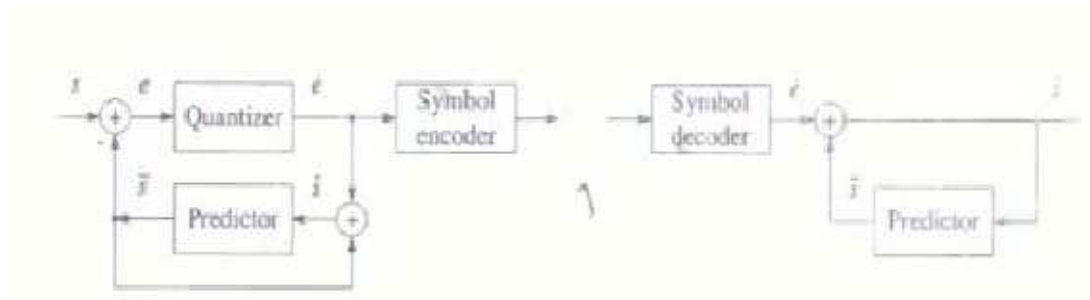 s
e
ė
Quantizer
Symbol
encoder
Symbol
decoder
ė
Predictor
Predictor